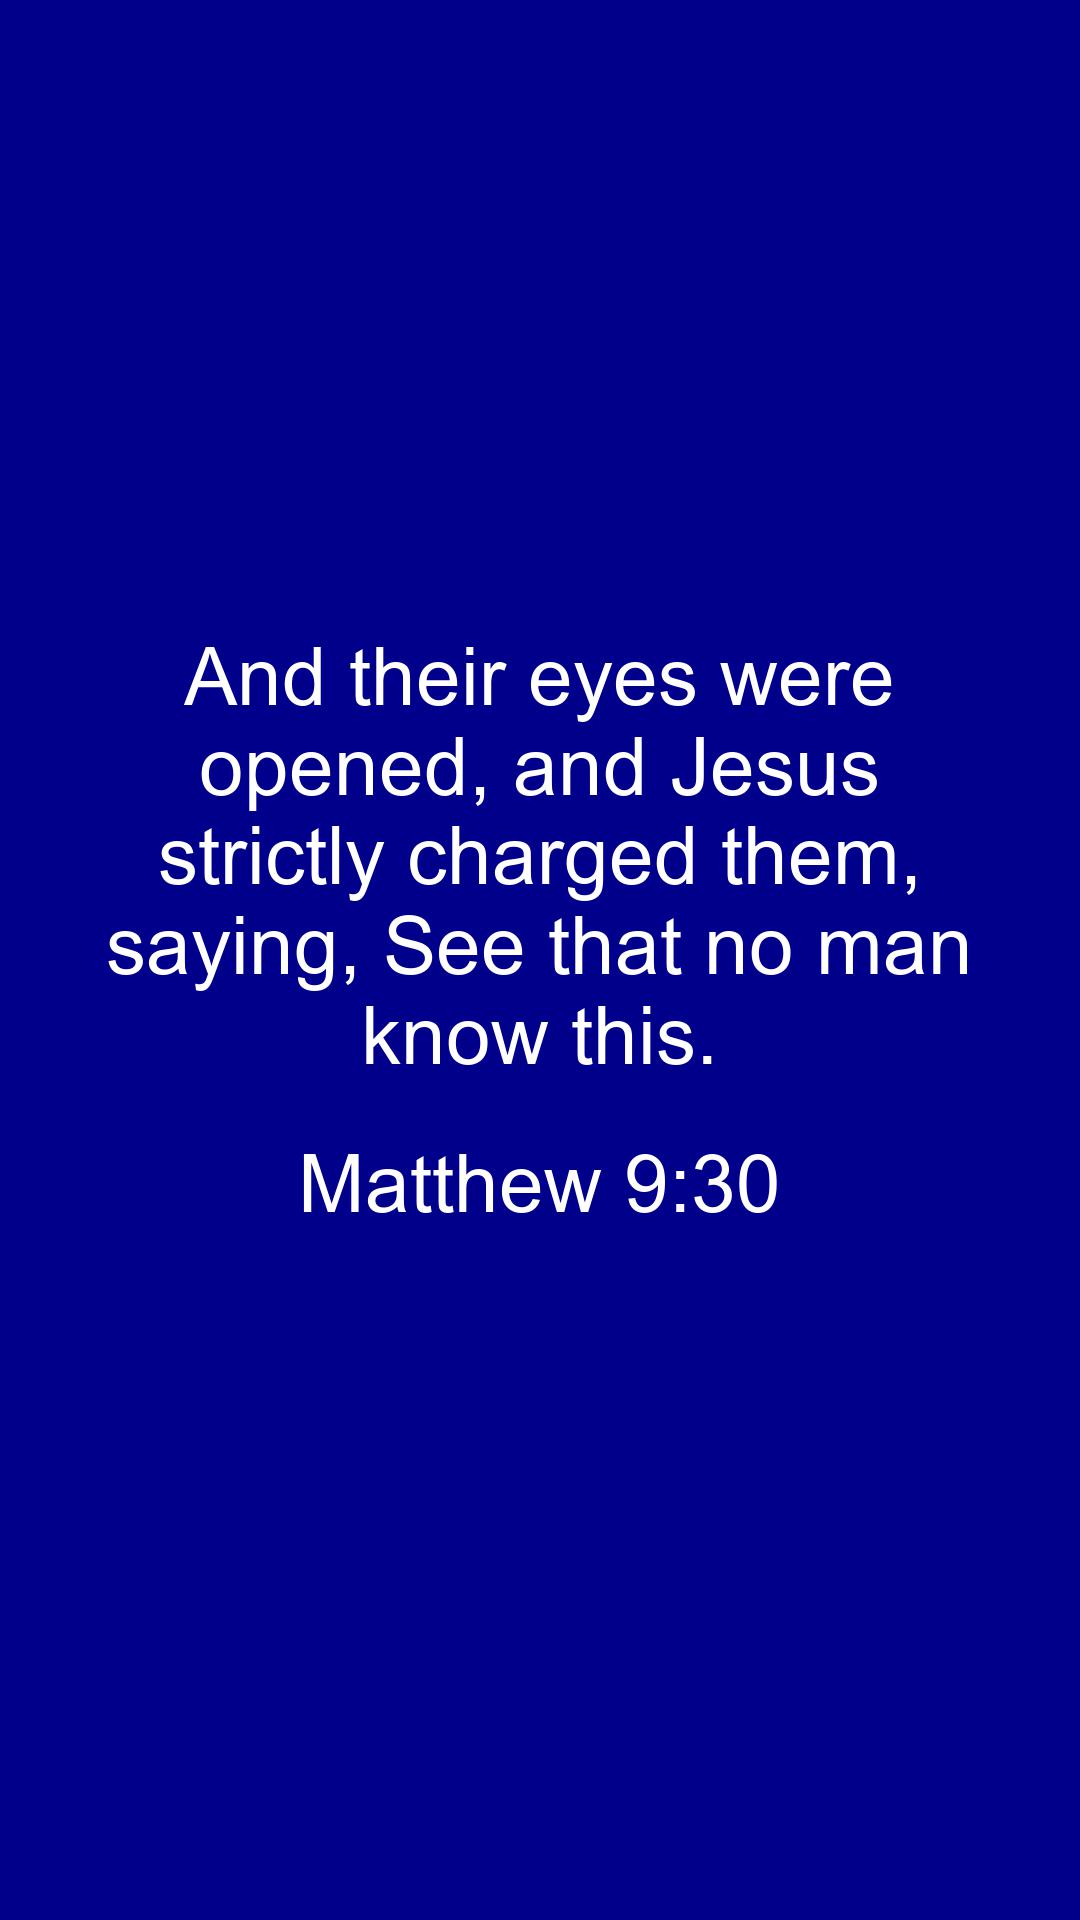 And their eyes were
opened, and Jesus
strictly charged them,
saying, See that no man
know this.
Matthew 9:30